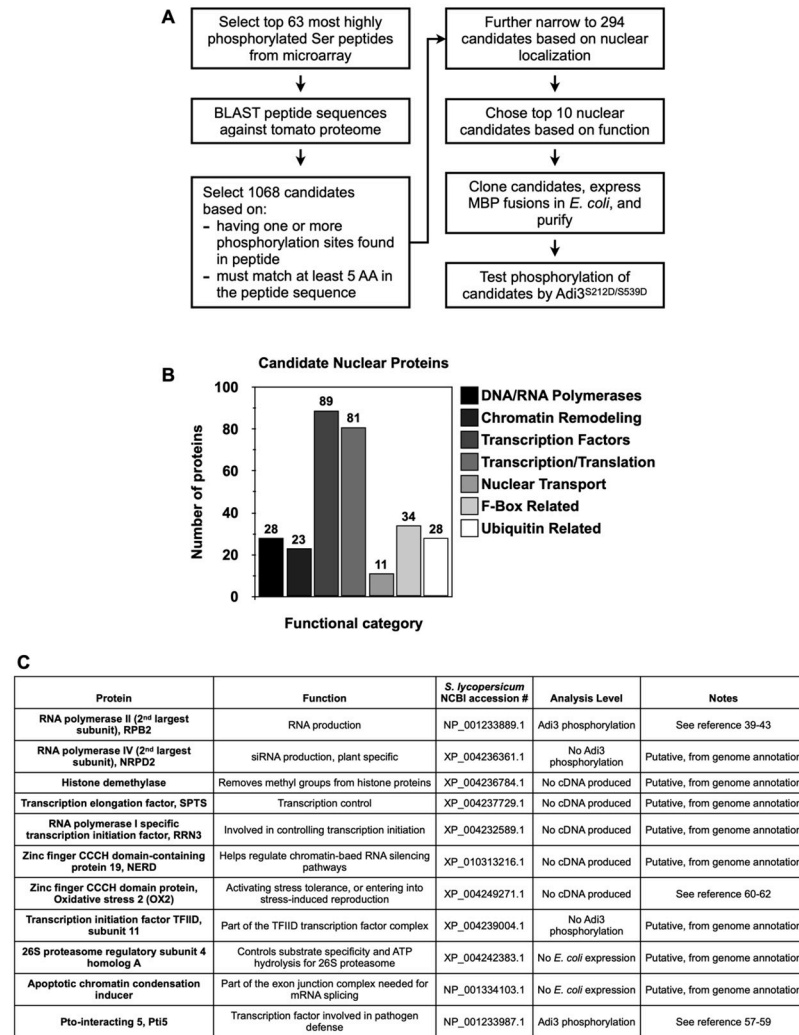 A
Select top 63 most highly
phosphorylated Ser peptides
from microarray
BLAST peptide sequences
against tomato proteome
Select 1068 candidates
based on:
– having one or more
phosphorylation sites found
in peptide
– must match at least 5 AA in
the peptide sequence
Further narrow to 294
candidates based on nuclear
localization
Chose top 10 nuclear
candidates based on function
Clone candidates, express
MBP fusions in E. coli, and
purify
Test phosphorylation of
candidates by Adi3S212D/S539D
B
Candidate Nuclear Proteins
Number of proteins
100
80
60
40
20
0
28
23
89
81
11
34
28
Functional category
DNA/RNA Polymerases
Chromatin Remodeling
Transcription Factors
Transcription/Translation
Nuclear Transport
F-Box Related
Ubiquitin Related
C
Protein
Function
S. lycopersicum
NCBI accession #
Analysis Level
Notes
RNA polymerase II (2nd largest
subunit), RPB2
RNA production
NP_001233889.1
Adi3 phosphorylation
See reference 39-43
RNA polymerase IV (2nd largest
subunit), NRPD2
siRNA production, plant specific
XP_004236361.1
No Adi3
phosphorylation
Putative, from genome annotation
Histone demethylase
Removes methyl groups from histone proteins
XP_004236784.1
No cDNA produced
Putative, from genome annotation
Transcription elongation factor, SPTS
Transcription control
XP_004237729.1
No cDNA produced
Putative, from genome annotation
RNA polymerase I specific
transcription initiation factor, RRN3
Involved in controlling transcription initiation
XP_004232589.1
No cDNA produced
Putative, from genome annotation
Zinc finger CCCH domain-containing
protein 19, NERD
Helps regulate chromatin-baed RNA silencing
pathways
XP_010313216.1
No cDNA produced
Putative, from genome annotation
Zinc finger CCCH domain protein,
Oxidative stress 2 (OX2)
Activating stress tolerance, or entering into
stress-induced reproduction
XP_004249271.1
No cDNA produced
See reference 60-62
Transcription initiation factor TFIID,
subunit 11
Part of the TFIID transcription factor complex
XP_004239004.1
No Adi3
phosphorylation
Putative, from genome annotation
26S proteasome regulatory subunit 4
homolog A
Controls substrate specificity and ATP
hydrolysis for 26S proteasome
XP_004242383.1
No E. coli expression
Putative, from genome annotation
Apoptotic chromatin condensation
inducer
Part of the exon junction complex needed for
mRNA splicing
NP_001334103.1
No E. coli expression
Putative, from genome annotation
Pto-interacting 5, Pti5
Transcription factor involved in pathogen
defense
NP_001233987.1
Adi3 phosphorylation
See reference 57-59